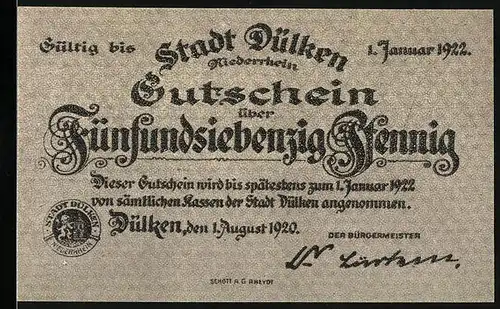 Gültig bis Stadt Dülken 1. Januar 1922.
Niederrhein
Gutschein
über
Fünfundsiebenzig Pfennig
Dieser Gutschein wird bis spätestens zum 1. Januar 1922
von sämtlichen Kassen der Stadt Dülken angenommen.
Dülken, den 1. August 1920.
DER BÜRGERMEISTER
STADT DÜLKEN
SCHOTT A G RHEYDT